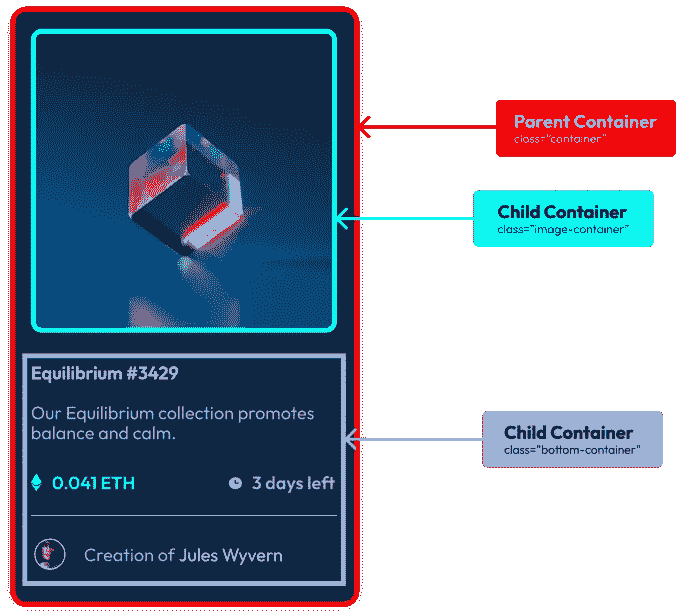 Parent Container
class="container"
Child Container
class="image-container"
Equilibrium #3429
Our Equilibrium collection promotes
balance and calm.
Child Container
class="bottom-container"
0.041 ETH
3 days left
Creation of Jules Wyvern